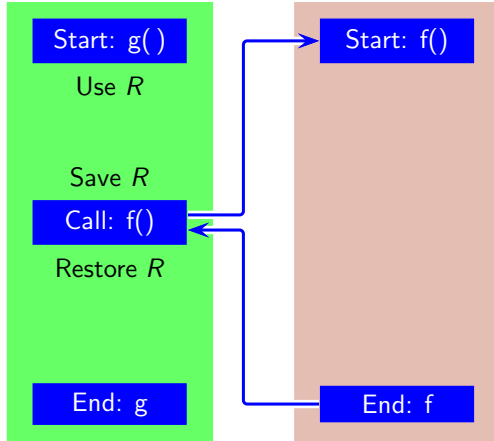 Start: g( )
Use R
Save R
Call: f()
Restore R
End: g
Start: f()
End: f